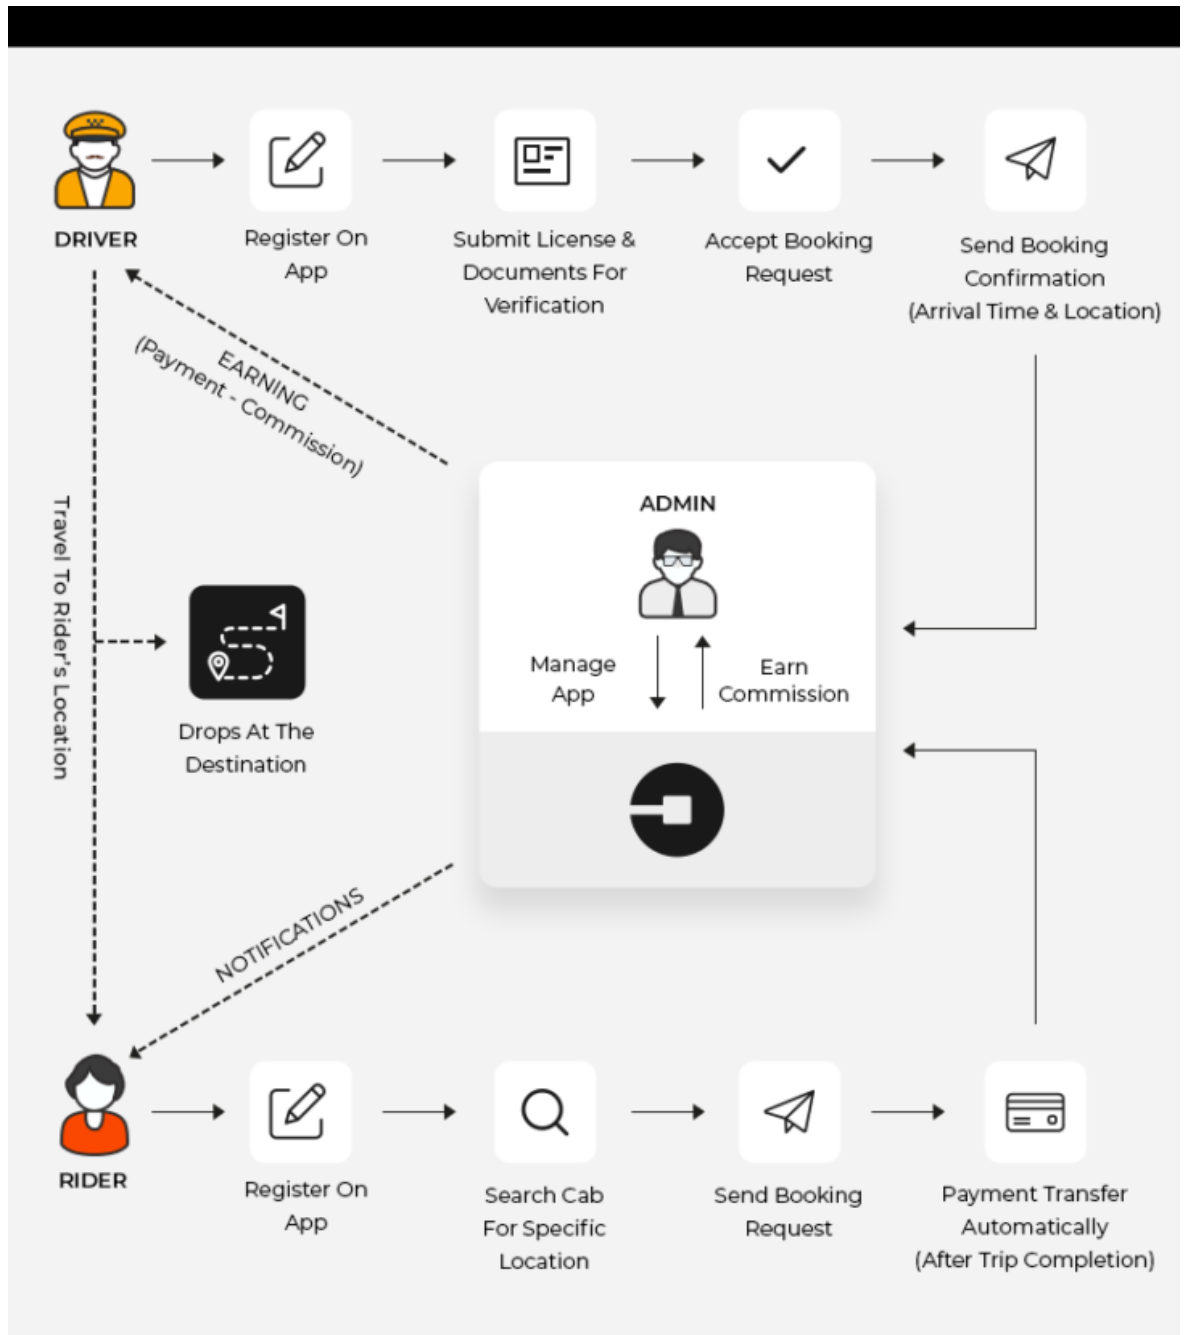 DRIVER
Register On
App
Submit License &
Documents For
Verification
Accept Booking
Request
Send Booking
Confirmation
(Arrival Time & Location)
EARNING
(Payment - Commission)
Travel To Rider's Location
Drops At The
Destination
ADMIN
Manage
App
Earn
Commission
NOTIFICATIONS
RIDER
Register On
App
Search Cab
For Specific
Location
Send Booking
Request
Payment Transfer
Automatically
(After Trip Completion)